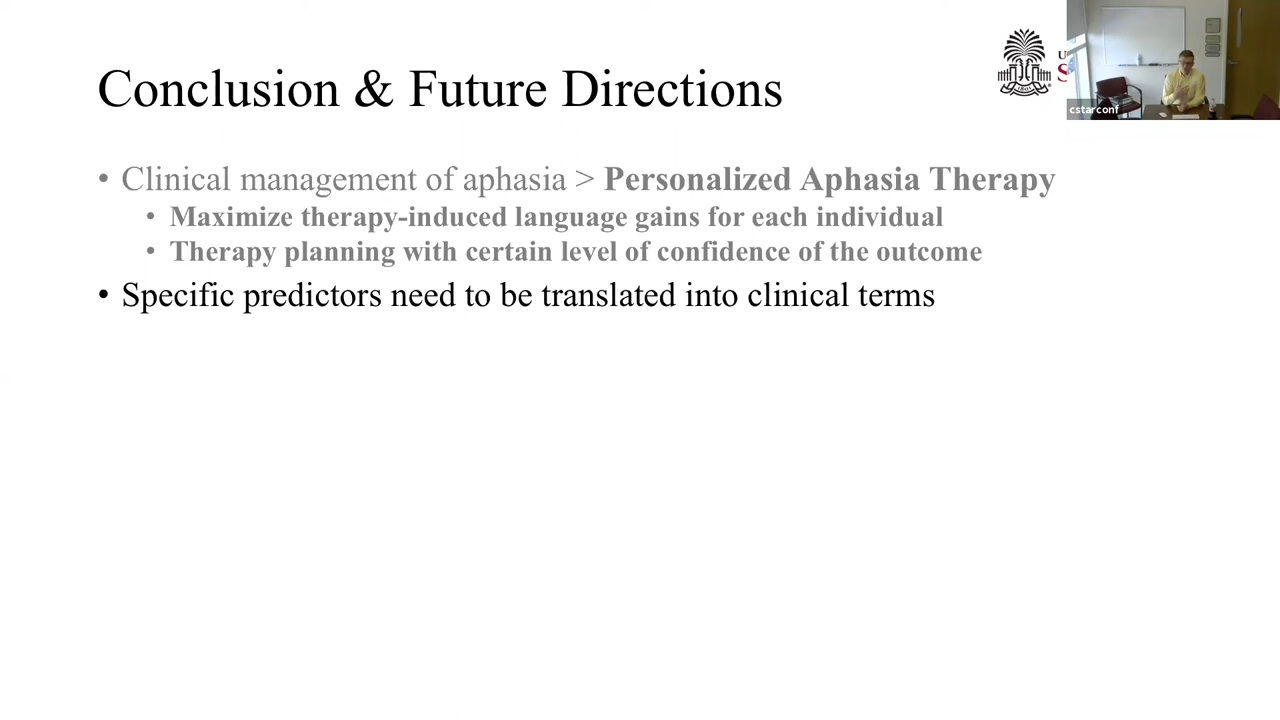 Conclusion & Future Directions
• Clinical management of aphasia > Personalized Aphasia Therapy
• Maximize therapy-induced language gains for each individual
• Therapy planning with certain level of confidence of the outcome
• Specific predictors need to be translated into clinical terms
cstarconf